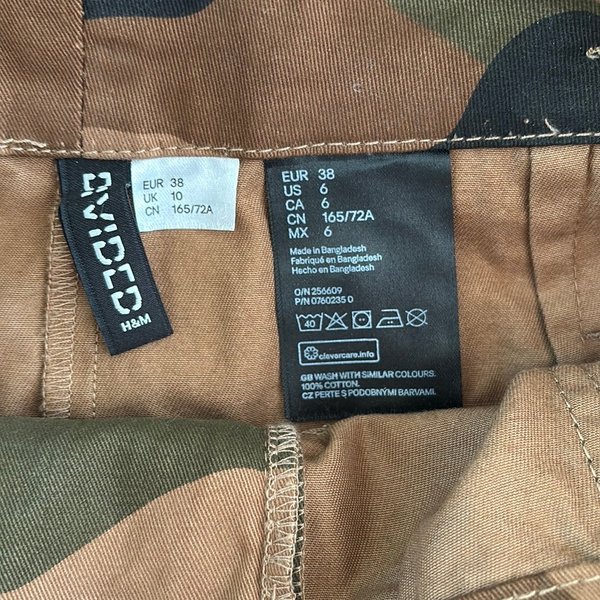 DIVIDED
H&M
EUR 38
UK 10
CN 165/72A
EUR 38
US 6
CA 6
CN 165/72A
MX 6
Made in Bangladesh
Fabriqué en Bangladesh
Hecho en Bangladesh
O/N 256609
P/N 0760235 0
40
clevercare.info
GB WASH WITH SIMILAR COLOURS.
100% COTTON.
CZ PERTE S PODOBNÝMI BARVAMI.